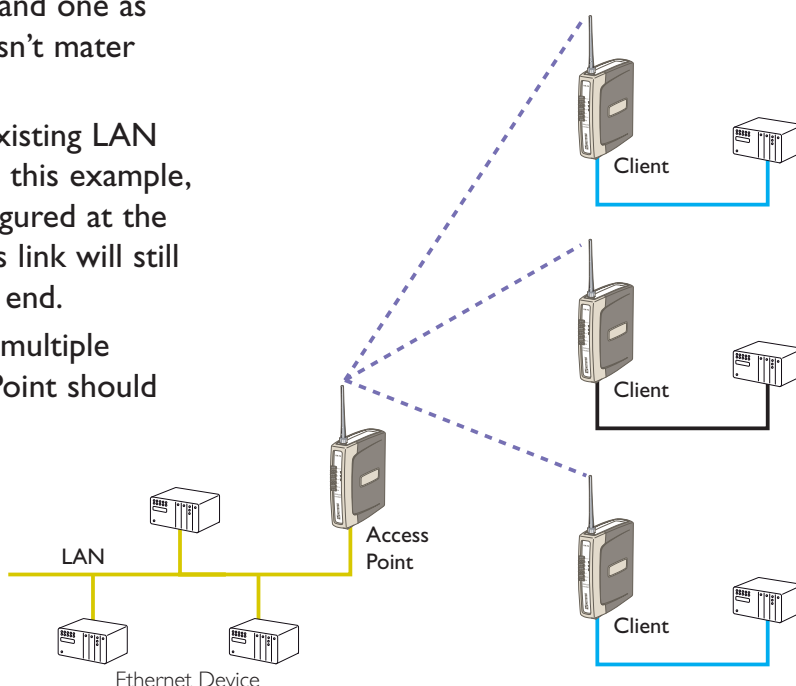 and one as
sn’t mater
xisting LAN
this example,
gured at the
s link will still
end.
multiple
Point should
Client
Client
Access
Point
LAN
Client
Ethernet Device